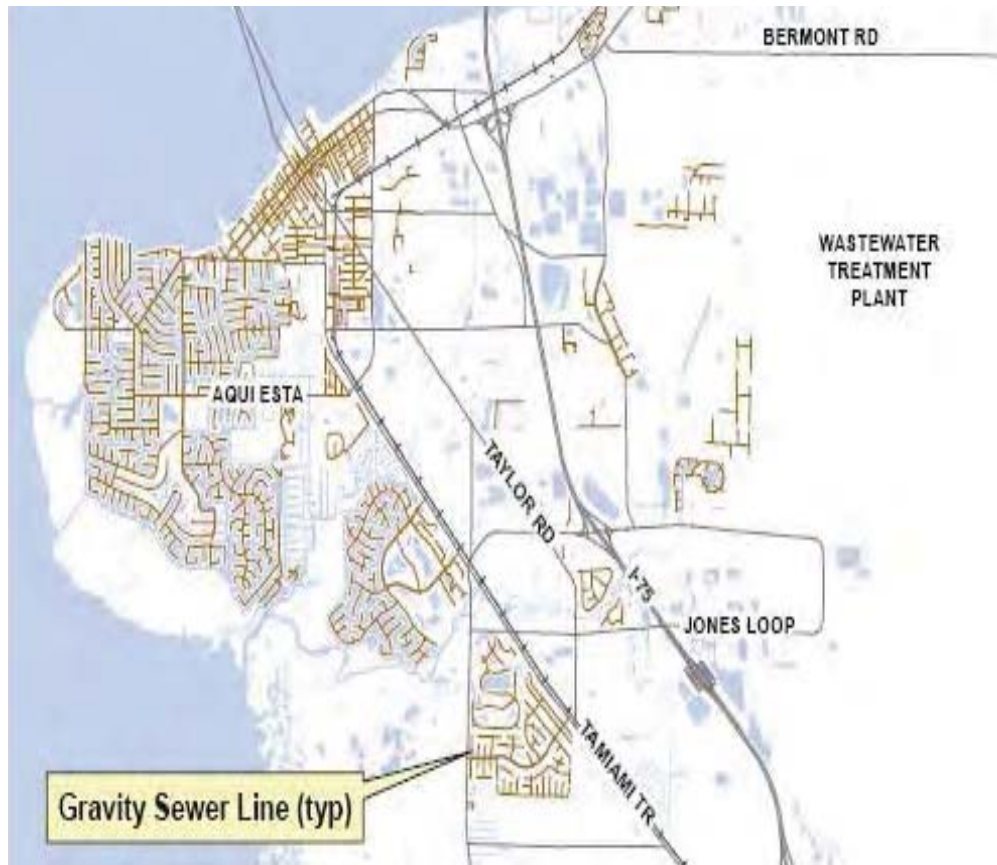 BERMONT RD
WASTEWATER
TREATMENT
PLANT
AQUI ESTA
TAYLOR RD
I-75
JONES LOOP
TAMIAMI TR
Gravity Sewer Line (typ)